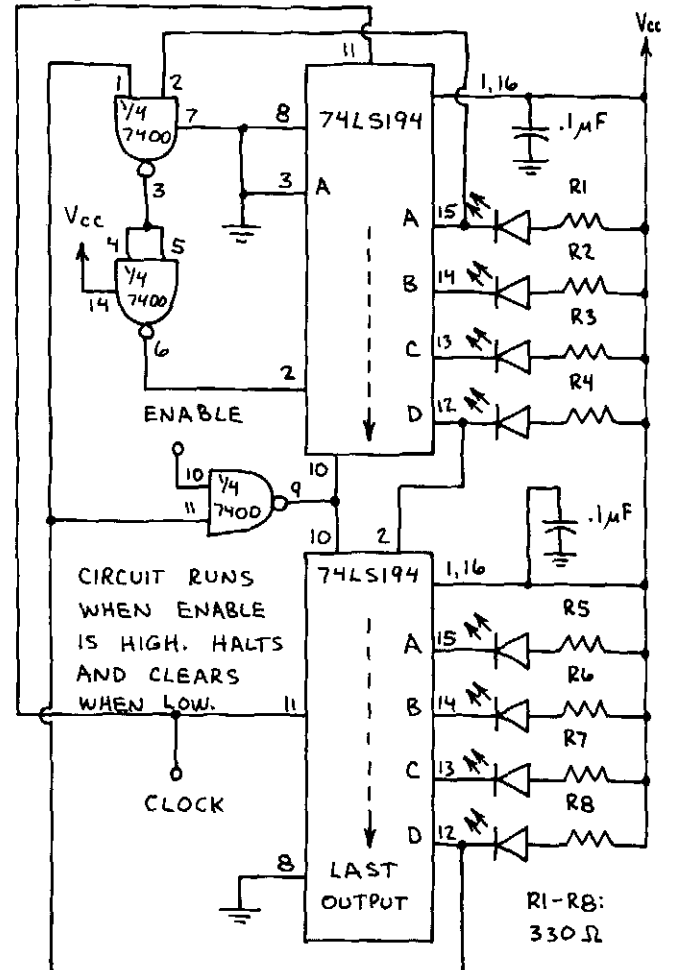 Vcc
11
1
2
1,16
1/4
7400
7
8
74LS194
.1µF
3
3
A
R1
Vcc
15
A
R2
4
5
14
B
1/4
7400
14
R3
13
C
6
R4
2
12
D
ENABLE
10
10
1/4
7400
9
11
.1µF
10
2
CIRCUIT RUNS
WHEN ENABLE
IS HIGH. HALTS
AND CLEARS
WHEN LOW.
74LS194
1,16
R5
A
15
R6
11
B
14
R7
C
13
CLOCK
R8
D
12
8
LAST
OUTPUT
R1-R8:
330 Ω